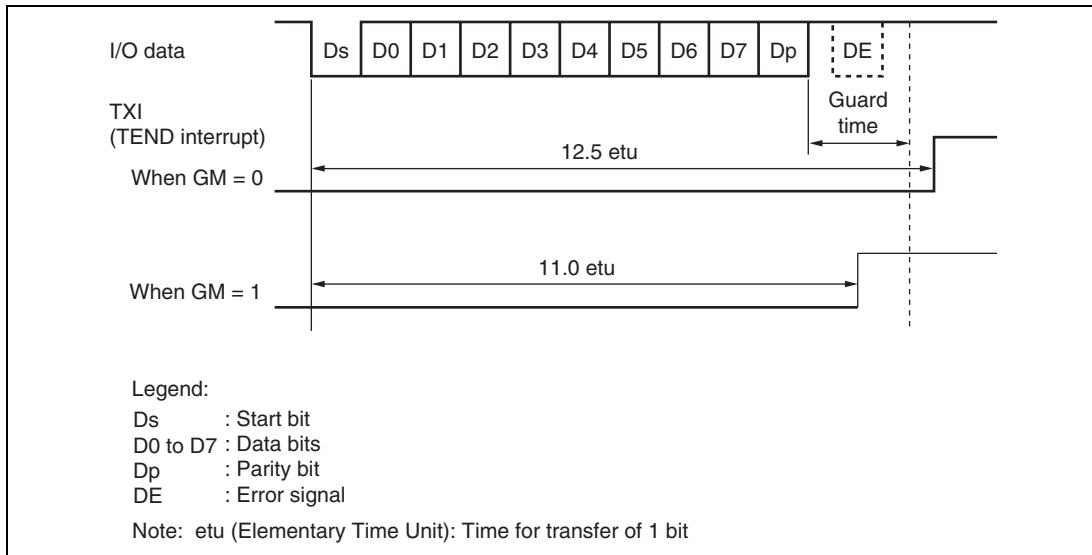 I/O data
Ds D0 D1 D2 D3 D4 D5 D6 D7 Dp DE
Guard
time
TXI
(TEND interrupt)
12.5 etu
When GM = 0
11.0 etu
When GM = 1
Legend:
Ds : Start bit
D0 to D7 : Data bits
Dp : Parity bit
DE : Error signal
Note: etu (Elementary Time Unit): Time for transfer of 1 bit